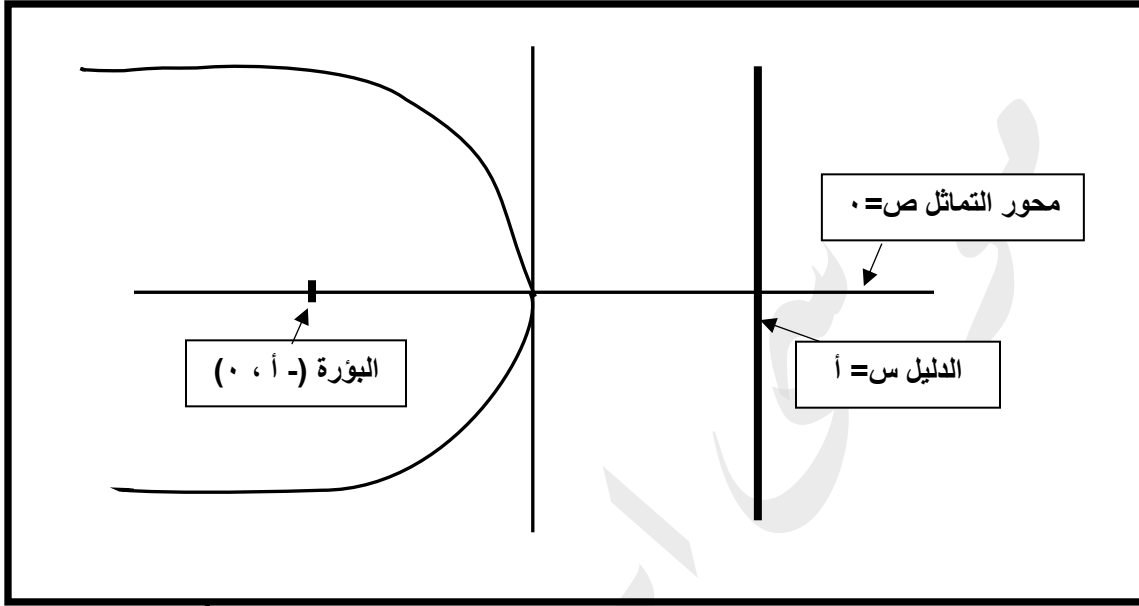 محور التماثل ص=٠
البؤرة (- أ ، ٠)
الدليل س= أ